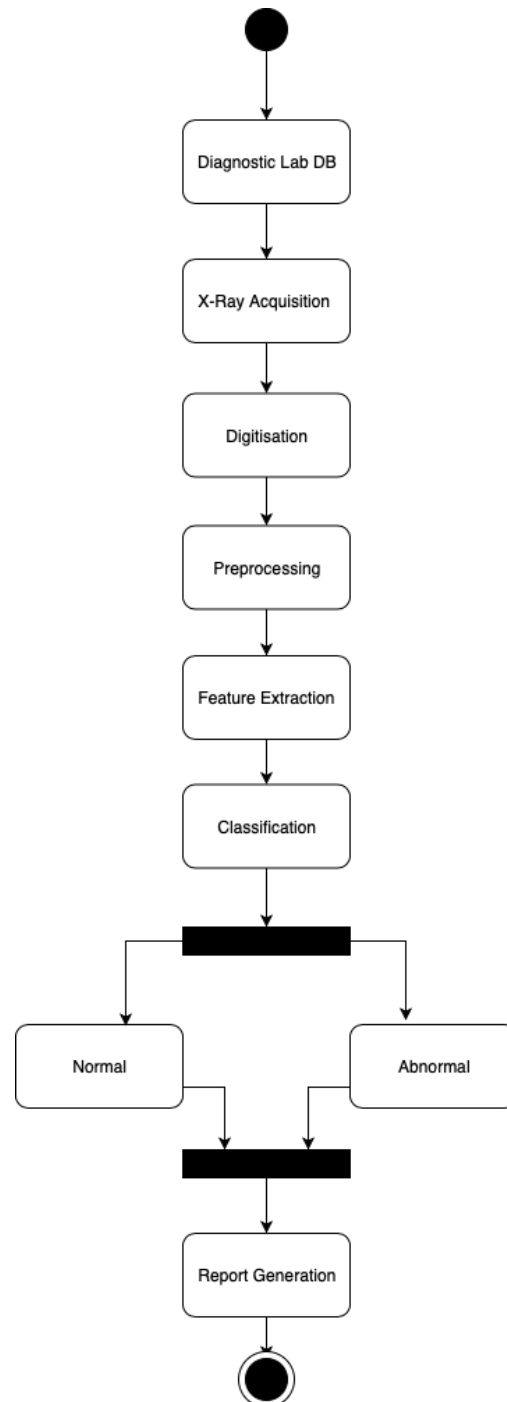 Diagnostic Lab DB
X-Ray Acquisition
Digitisation
Preprocessing
Feature Extraction
Classification
Normal
Abnormal
Report Generation